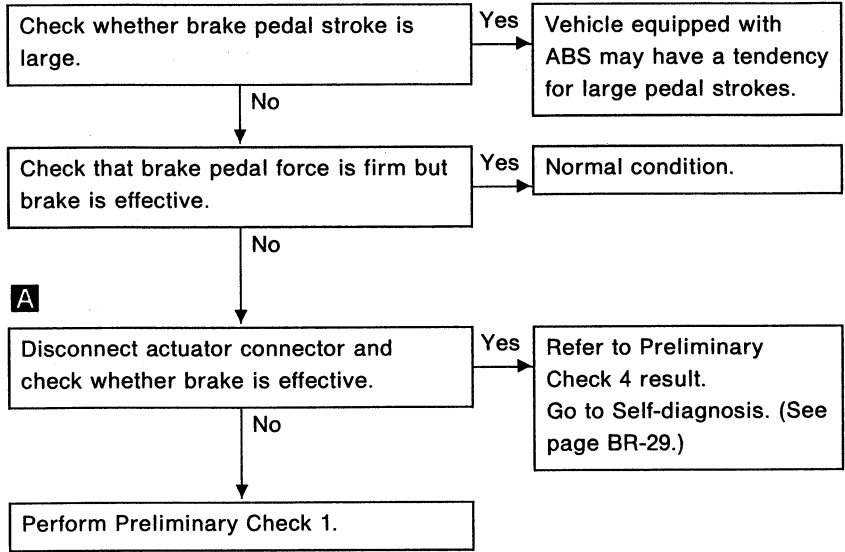 Check whether brake pedal stroke is
large.
Yes
Vehicle equipped with
ABS may have a tendency
for large pedal strokes.
No
Check that brake pedal force is firm but
brake is effective.
Yes
Normal condition.
No
A
Disconnect actuator connector and
check whether brake is effective.
Yes
Refer to Preliminary
Check 4 result.
Go to Self-diagnosis. (See
page BR-29.)
No
Perform Preliminary Check 1.